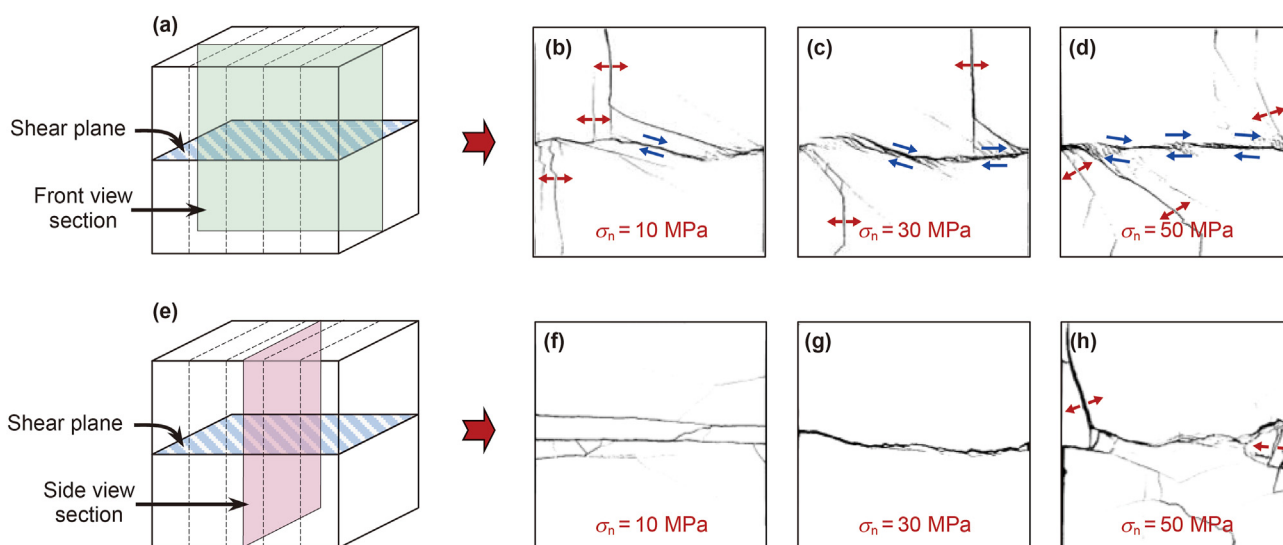 (a)
Shear plane
Front view
section
(b)
σn = 10 MPa
(c)
σn = 30 MPa
(d)
σn = 50 MPa
(e)
Shear plane
Side view
section
(f)
σn = 10 MPa
(g)
σn = 30 MPa
(h)
σn = 50 MPa